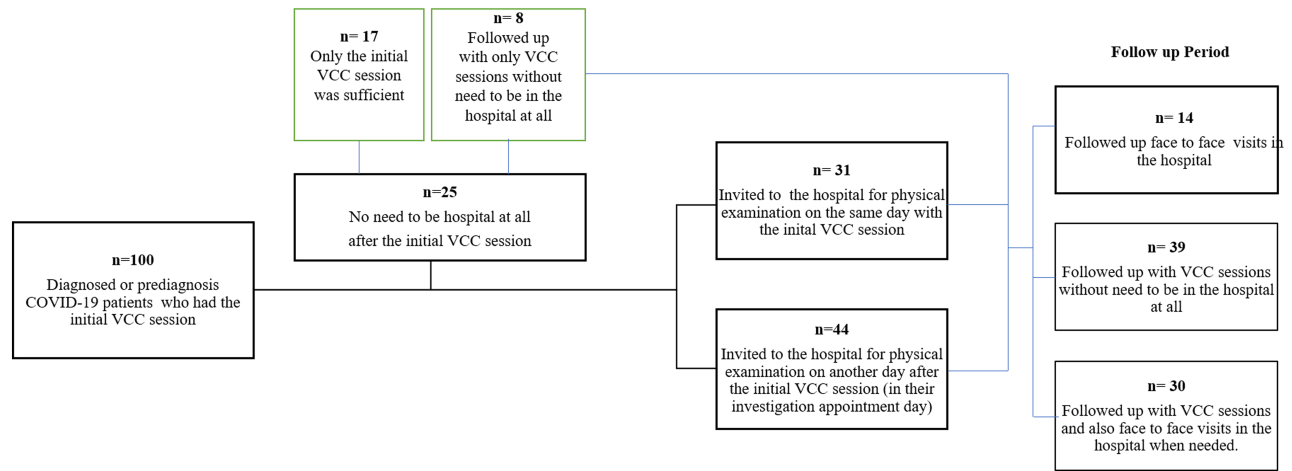 n= 17
Only the initial
VCC session
was sufficient
n= 8
Followed up
with only VCC
sessions without
need to be in the
hospital at all
n=25
No need to be hospital at all
after the initial VCC session
n=100
Diagnosed or prediagnosis
COVID-19 patients who had the
initial VCC session
n= 31
Invited to the hospital for physical
examination on the same day with
the inital VCC session
n=44
Invited to the hospital for physical
examination on another day after
the initial VCC session (in their
investigation appointment day)
Follow up Period
n= 14
Followed up face to face visits in
the hospital
n= 39
Followed up with VCC sessions
without need to be in the hospital
at all
n= 30
Followed up with VCC sessions
and also face to face visits in the
hospital when needed.